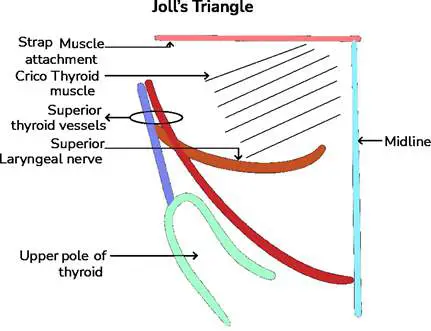 Joll's Triangle
Strap Muscle
attachment
Crico Thyroid
muscle
Superior
thyroid vessels
Superior
Laryngeal nerve
Midline
Upper pole of
thyroid